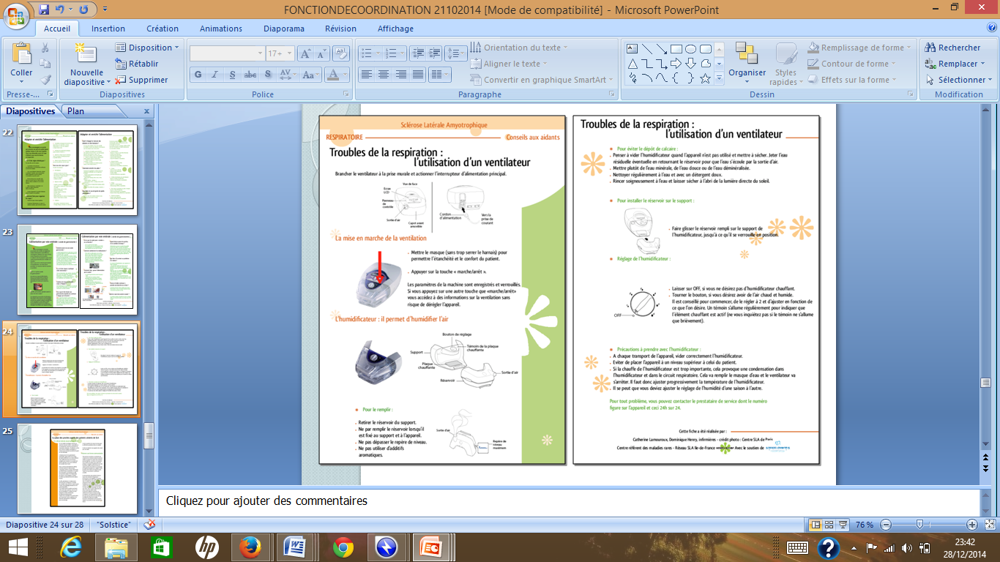 FONCTIONDECOORDINATION 21102014 [Mode de compatibilité] - Microsoft PowerPoint
Accueil Insertion Création Animations Diaporama Révision Affichage
Coller
Presse-...
Nouvelle diapositive
Disposition
Rétablir
Supprimer
Diapositives
17+
G I S abc S AV Aa A
Police
Orientation du texte
Aligner le texte
Convertir en graphique SmartArt
Paragraphe
Organiser
Styles rapides
Remplissage de forme
Contour de forme
Effets sur la forme
Dessin
Rechercher
Remplacer
Sélectionner
Modification
Diapositives Plan
22
23
24
25
Sclérose Latérale Amyotrophique
RESPIRATOIRE Conseils aux aidants
Troubles de la respiration :
l'utilisation d'un ventilateur
Brancher le ventilateur à la prise murale et actionner l'interrupteur d'alimentation principal.
Vue de face
Ecran LCD
Panneau de contrôle
Sortie d'air
Capot avant amovible
Cordon d'alimentation
Vers la prise de courant
La mise en marche de la ventilation
. Mettre le masque (sans trop serrer le harnais) pour
permettre l'étanchéité et le confort du patient.
. Appuyer sur la touche « marche/arrêt ».
Les paramètres de la machine sont enregistrés et verrouillés.
Si vous appuyez sur une autre touche que «marche/arrêt»
vous accédez à des informations sur la ventilation sans
risque de dérégler l'appareil.
L'humidificateur : il permet d'humidifier l'air
Bouton de réglage
Témoin de la plaque chauffante
Support
Plaque chauffante
Réservoir
Sortie d'air
Pour le remplir :
. Retirer le réservoir du support.
. Ne par remplir le réservoir lorsqu'il
est fixé au support et à l'appareil.
. Ne pas dépasser le repère de niveau.
. Ne pas utiliser d'additifs
aromatiques.
Sortie d'air
Repère de niveau maximum
Troubles de la respiration :
l'utilisation d'un ventilateur
Pour éviter le dépôt de calcaire :
. Penser à vider l'humidificateur quand l'appareil n'est pas utilisé et mettre à sécher. Jeter l'eau
résiduelle éventuelle en retournant le réservoir pour que l'eau s'écoule par la sortie d'air.
. Mettre plutôt de l'eau minérale, de l'eau douce ou de l'eau déminéralisée.
. Nettoyer régulièrement à l'eau et avec un détergent doux.
. Rincer soigneusement à l'eau et laisser sécher à l'abri de la lumière directe du soleil.
Pour installer le réservoir sur le support :
. Faire glisser le réservoir rempli sur le support de
l'humidificateur, jusqu'à ce qu'il se verrouille en position.
Réglage de l'humidificateur :
OFF
. Laisser sur OFF, si vous ne désirez pas d'humidificateur chauffant.
. Tourner le bouton, si vous désirez avoir de l'air chaud et humide.
Il est conseillé pour commencer, de le régler à 2 et d'ajuster en fonction de
ce que l'on désire. Un témoin s'allume régulièrement pour indiquer que
l'élément chauffant est actif (ne vous inquiétez pas si le témoin ne s'allume
que brièvement).
Précautions à prendre avec l'humidificateur :
. A chaque transport de l'appareil, vider correctement l'humidificateur.
. Eviter de placer l'appareil à un niveau supérieur à celui du patient.
. Si la chauffe de l'humidificateur est trop importante, cela provoque une condensation dans
l'humidificateur et dans le circuit respiratoire. Cela va remplir le masque d'eau et le ventilateur va
s'arrêter. Il faut donc ajuster progressivement la température de l'humidificateur.
. Il se peut que vous deviez ajuster le réglage de l'humidité d'une saison à l'autre.
Pour tout problème, vous pouvez contacter le prestataire de service dont le numéro
figure sur l'appareil et ceci 24h sur 24.
Cette fiche a été réalisée par :
Catherine Lamouroux, Dominique Henry, infirmières - crédit photo : Centre SLA de Paris
Centre référent des maladies rares - Réseau SLA Ile-de-France Avec le soutien de
Cliquez pour ajouter des commentaires
Diapositive 24 sur 28 "Solstice" 76 %
23:42
28/12/2014